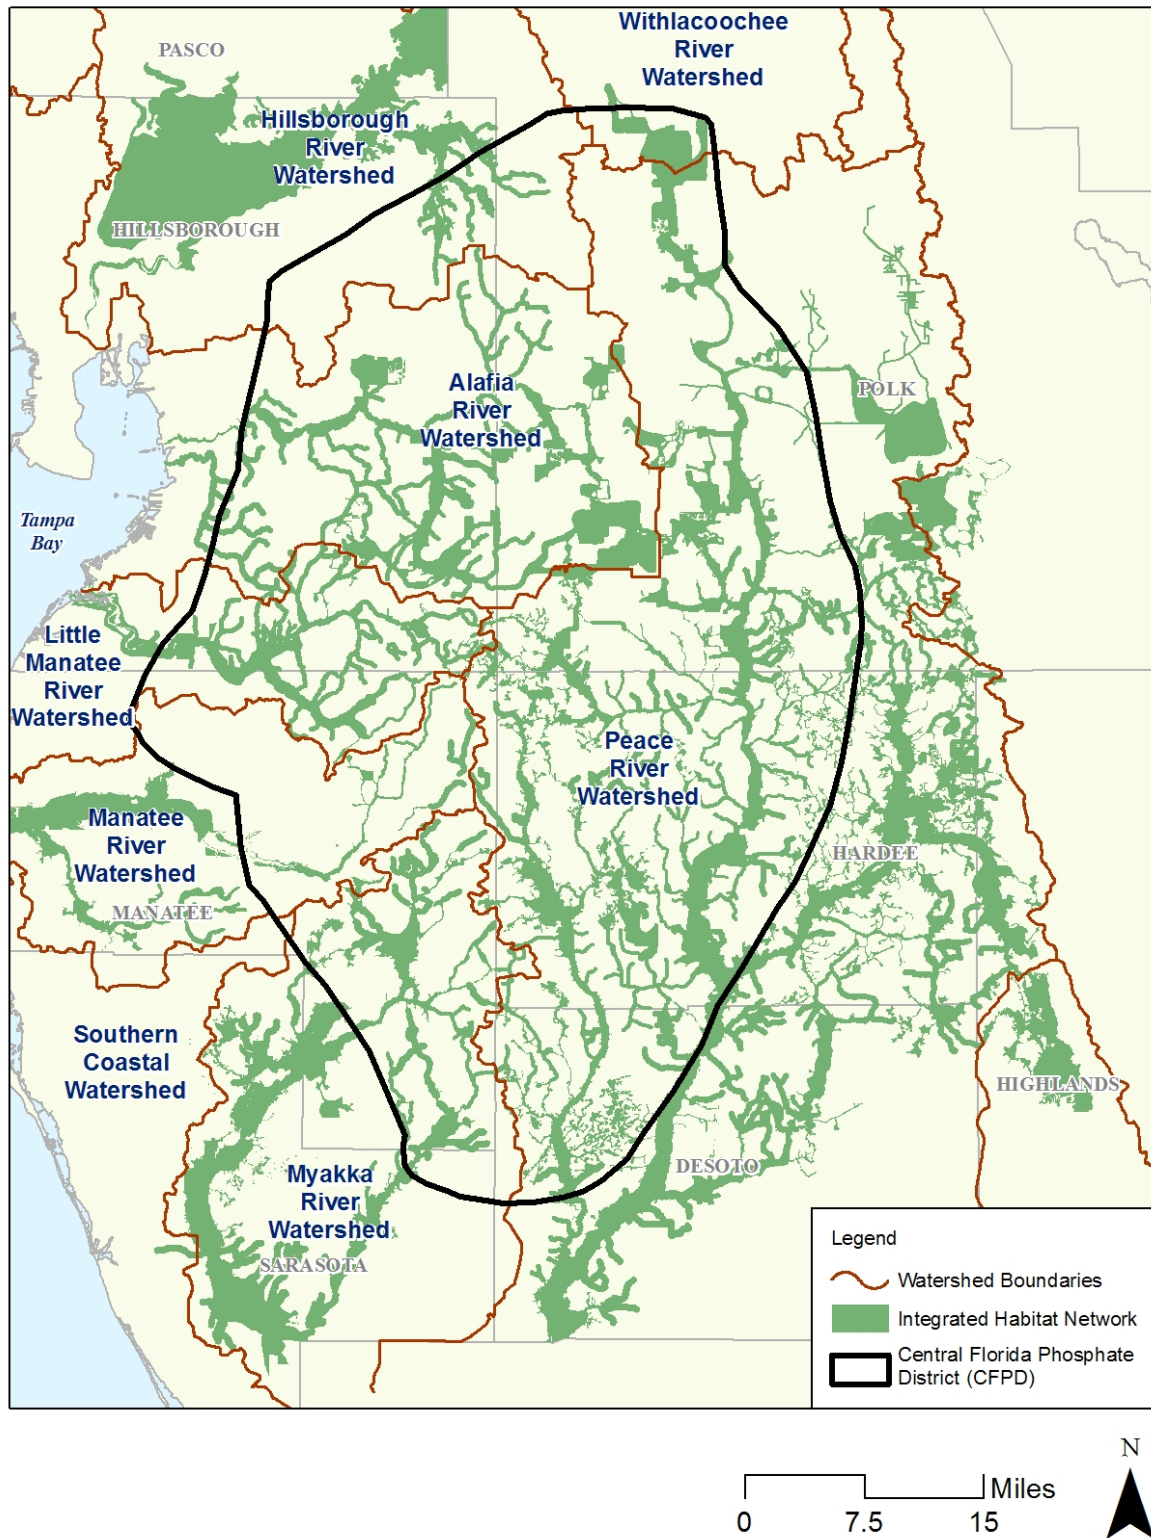 Withlacoochee
River
Watershed
PASCO
Hillsborough
River
Watershed
HILLSBOROUGH
Alafia
River
Watershed
POLK
Tampa
Bay
Little
Manatee
River
Watershed
Peace
River
Watershed
Manatee
River
Watershed
HARDEE
MANATEE
Southern
Coastal
Watershed
HIGHLANDS
DESOTO
Myakka
River
Watershed
SARASOTA
Legend
Watershed Boundaries
Integrated Habitat Network
Central Florida Phosphate
District (CFPD)
N
Miles
0 7.5 15